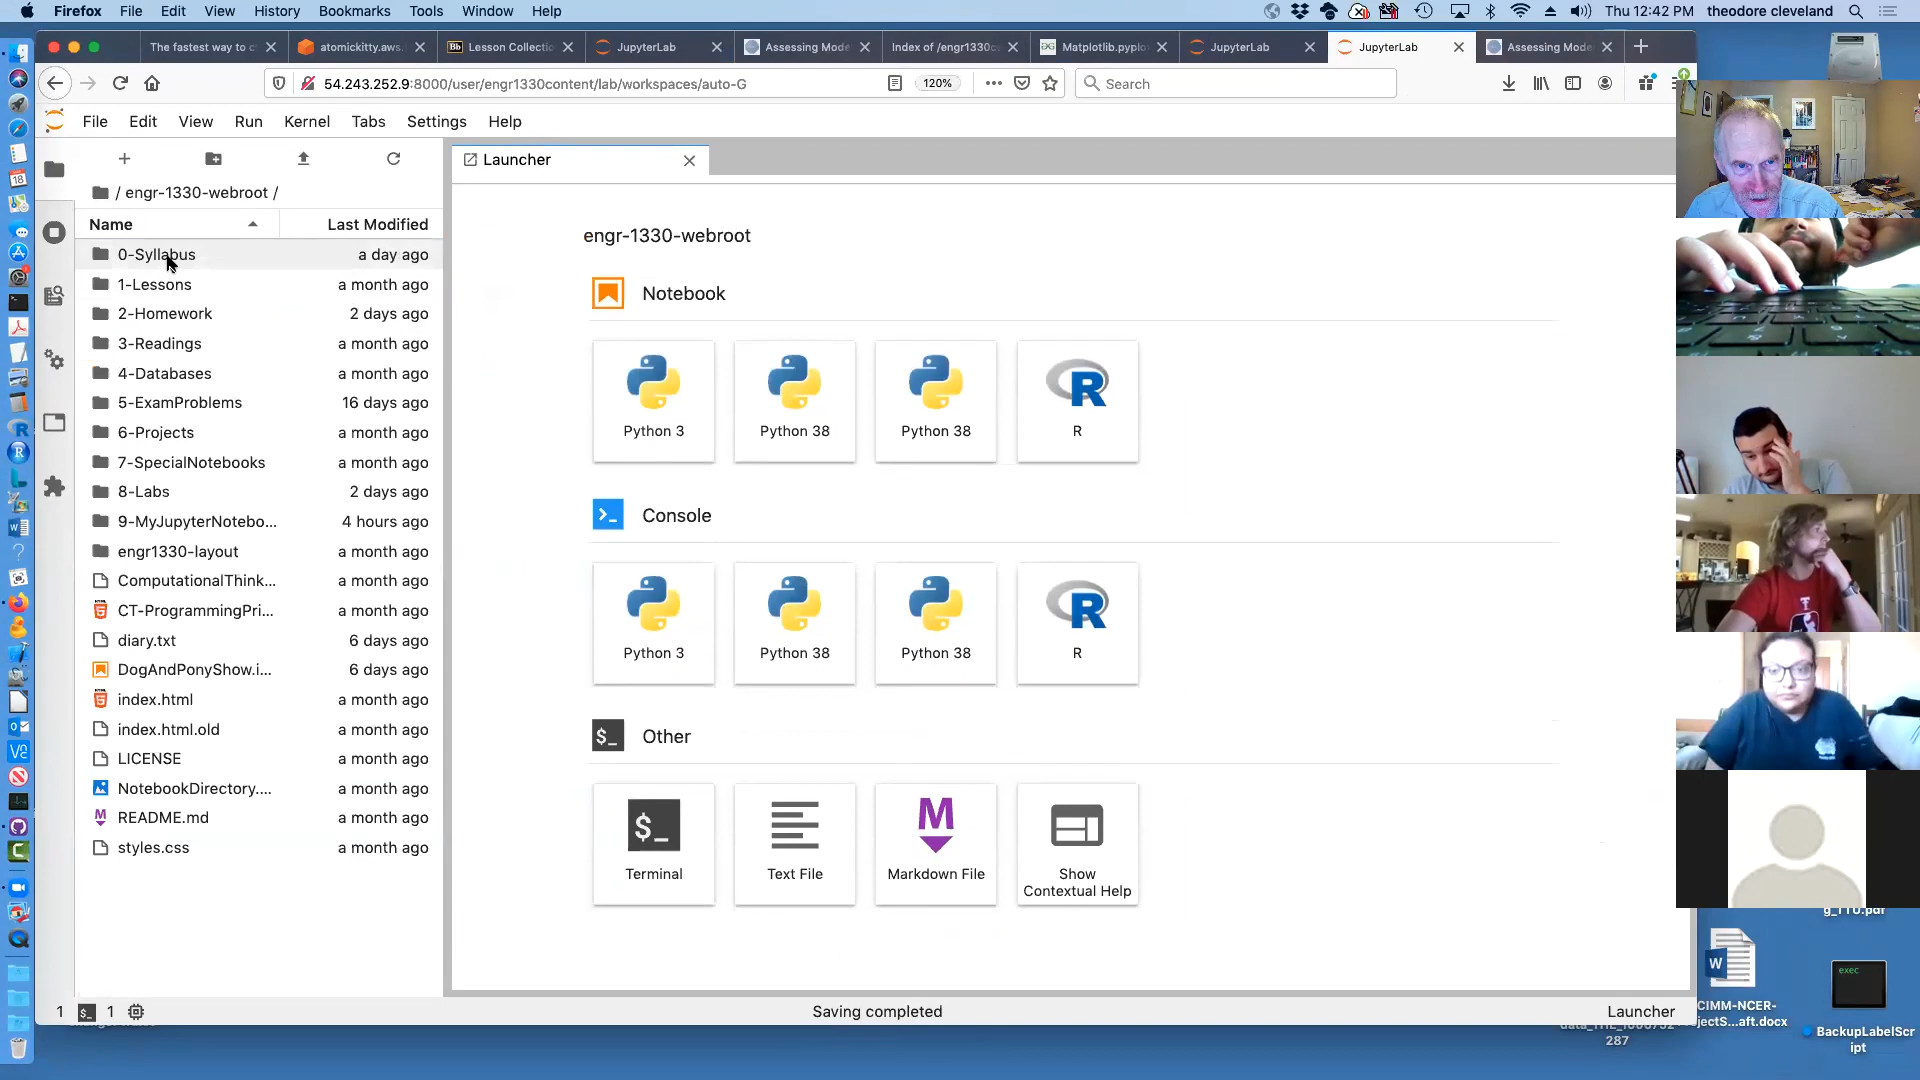 Firefox File Edit View History Bookmarks Tools Window Help Thu 12:42 PM theodore cleveland
The fastest way to c
atomickitty.aws.
Bb Lesson Collectio
JupyterLab
Assessing Mode
Index of /engr1330c
Matplotlib.pyplo
JupyterLab
JupyterLab
Assessing Mode
54.243.252.9:8000/user/engr1330content/lab/workspaces/auto-G 120% Search
File Edit View Run Kernel Tabs Settings Help
Launcher
/ engr-1330-webroot /
Name Last Modified
0-Syllabus a day ago
1-Lessons a month ago
2-Homework 2 days ago
3-Readings a month ago
4-Databases a month ago
5-ExamProblems 16 days ago
6-Projects a month ago
7-SpecialNotebooks a month ago
8-Labs 2 days ago
9-MyJupyterNotebo... 4 hours ago
engr1330-layout a month ago
ComputationalThink... a month ago
CT-ProgrammingPri... a month ago
diary.txt 6 days ago
DogAndPonyShow.i... 6 days ago
index.html a month ago
index.html.old a month ago
LICENSE a month ago
NotebookDirectory.... a month ago
README.md a month ago
styles.css a month ago
engr-1330-webroot
Notebook
Python 3 Python 38 Python 38 R
Console
Python 3 Python 38 Python 38 R
$_ Other
$_ M
Terminal Text File Markdown File Show
Contextual Help
1 $_ 1 Saving completed Launcher
g_TTU.pdf
exec
CIMM-NCER-
ojectS...aft.docx
BackupLabelScr
ipt
287